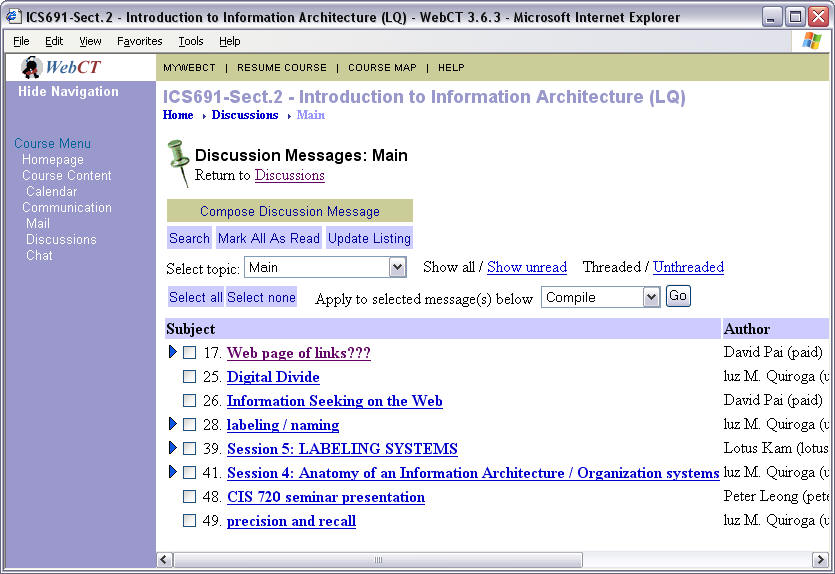 ICS691-Sect.2 - Introduction to Information Architecture (LQ) - WebCT 3.6.3 - Microsoft Internet Explorer
File Edit View Favorites Tools Help
WebCT
MYWEBCT | RESUME COURSE | COURSE MAP | HELP
Hide Navigation
Course Menu
Homepage
Course Content
Calendar
Communication
Mail
Discussions
Chat
ICS691-Sect.2 - Introduction to Information Architecture (LQ)
Home Discussions Main
Discussion Messages: Main
Return to Discussions
Compose Discussion Message
Search Mark All As Read Update Listing
Select topic: Main Show all / Show unread Threaded / Unthreaded
Select all Select none Apply to selected message(s) below Compile Go
Subject Author
17. Web page of links??? David Pai (paid)
25. Digital Divide luz M. Quiroga (u
26. Information Seeking on the Web David Pai (paid)
28. labeling / naming luz M. Quiroga (u
39. Session 5: LABELING SYSTEMS Lotus Kam (lotus
41. Session 4: Anatomy of an Information Architecture / Organization systems luz M. Quiroga (u
48. CIS 720 seminar presentation Peter Leong (pete
49. precision and recall luz M. Quiroga (u